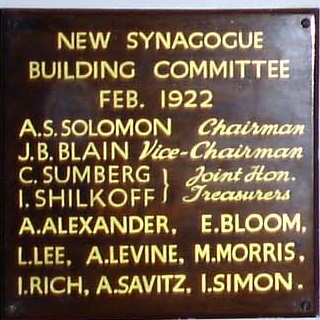 NEW SYNAGOGUE
BUILDING COMMITTEE
FEB. 1922
A.S. SOLOMON Chairman
J.B. BLAIN Vice-Chairman
C. SUMBERG } Joint Hon.
I. SHILKOFF } Treasurers
A. ALEXANDER, E. BLOOM,
L. LEE, A. LEVINE, M. MORRIS,
I. RICH, A. SAVITZ, I. SIMON.